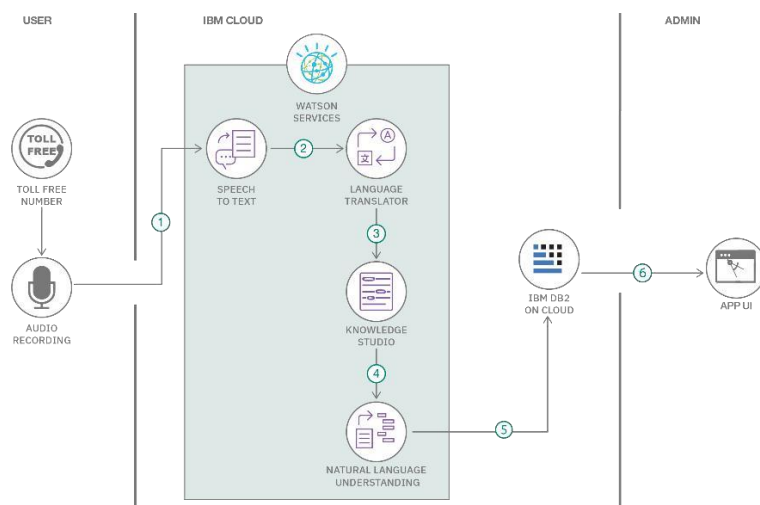 USER
IBM CLOUD
ADMIN
WATSON
SERVICES
TOLL
FREE
TOLL FREE
NUMBER
AUDIO
RECORDING
1
SPEECH
TO TEXT
2
A
文
LANGUAGE
TRANSLATOR
3
KNOWLEDGE
STUDIO
4
NATURAL LANGUAGE
UNDERSTANDING
5
IBM DB2
ON CLOUD
6
APP UI